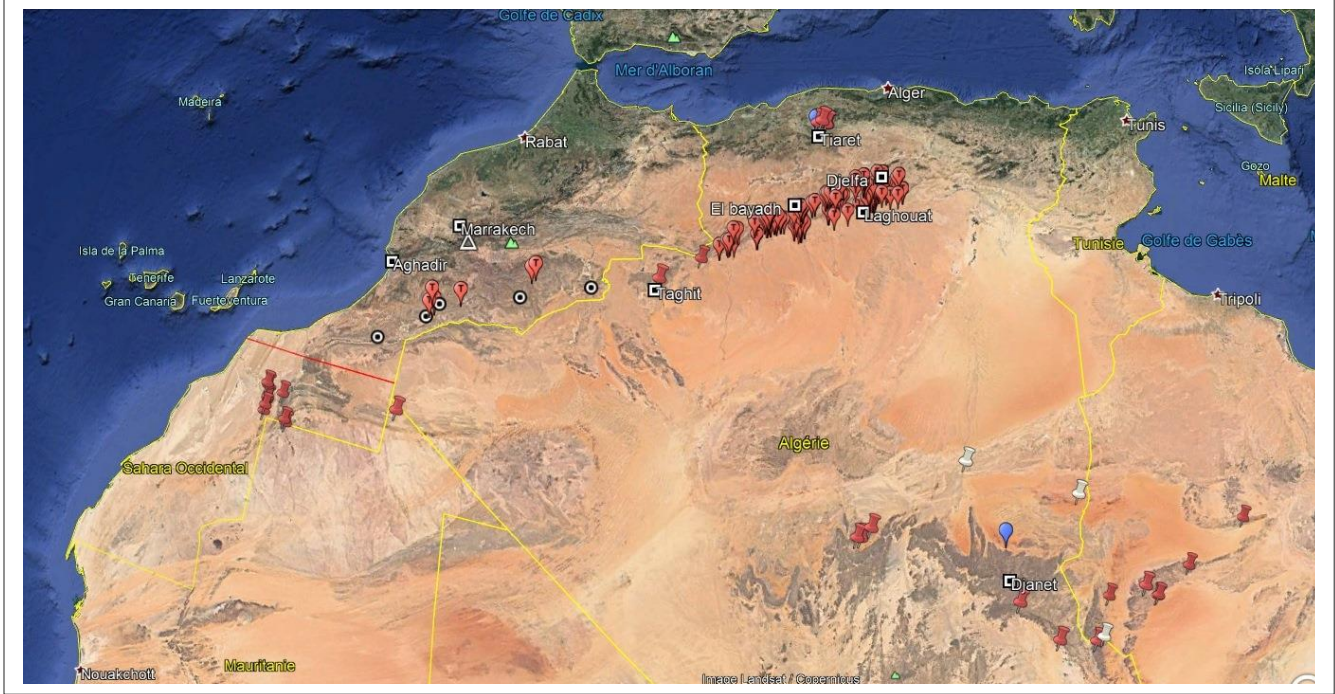 Golfe de Cadix
Mer d'Alboran
Isola Lipari
Madeira
Alger
Sicilia (Sicily)
Tunis
Rabat
Tiaret
Gozo
Malte
Djelfa
El bayadh
Laghouat
Marrakech
Tunisie
Golfe de Gabès
Isla de la Palma
Aghadir
Tenerife
Lanzarote
Gran Canaria
Fuerteventura
Taghit
Tripoli
Algérie
Sahara Occidental
Djanet
Mauritanie
Nouakchott
Image Landsat / Copernicus